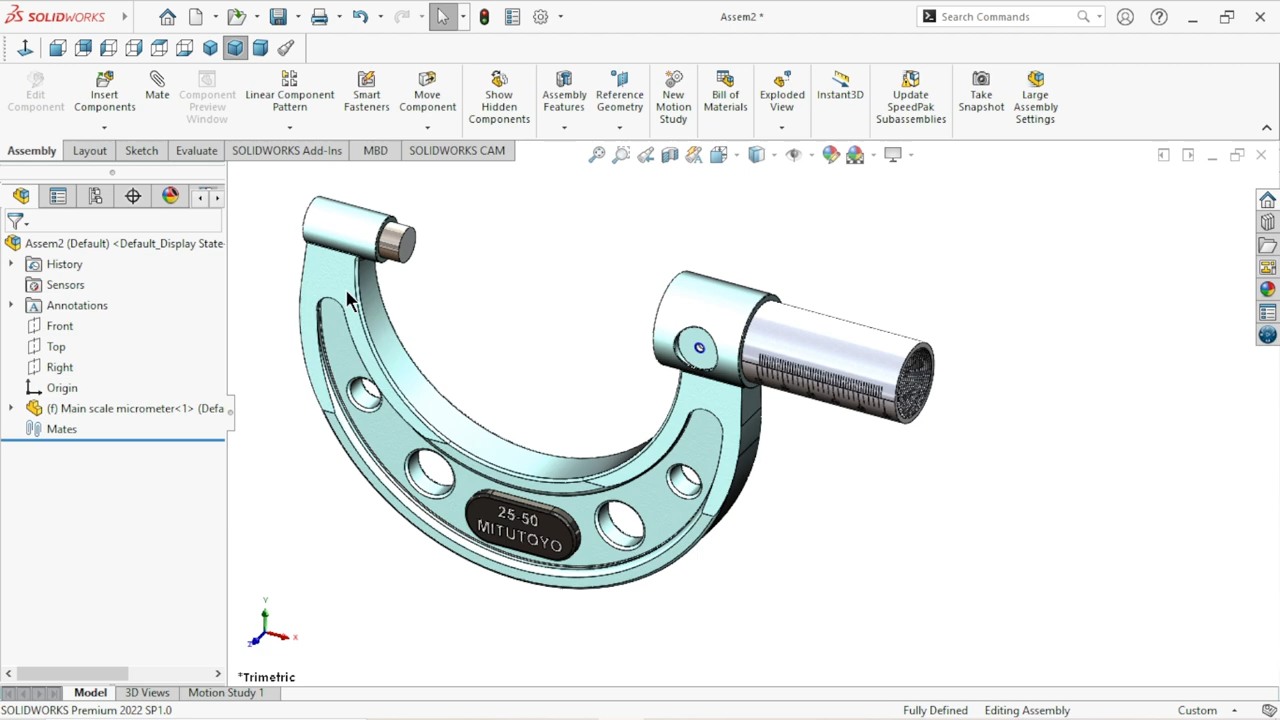 SOLIDWORKS
Assem2 *
Search Commands
Edit
Component
Insert
Components
Mate
Component
Preview
Window
Linear Component
Pattern
Smart
Fasteners
Move
Component
Show
Hidden
Components
Assembly
Features
Reference
Geometry
New
Motion
Study
Bill of
Materials
Exploded
View
Instant3D
Update
SpeedPak
Subassemblies
Take
Snapshot
Large
Assembly
Settings
Assembly
Layout
Sketch
Evaluate
SOLIDWORKS Add-Ins
MBD
SOLIDWORKS CAM
Assem2 (Default) <Default_Display State
History
Sensors
Annotations
Front
Top
Right
Origin
(f) Main scale micrometer<1> (Defa
Mates
25-50
MITUTOYO
Y
X
Z
*Trimetric
Model
3D Views
Motion Study 1
SOLIDWORKS Premium 2022 SP1.0
Fully Defined
Editing Assembly
Custom